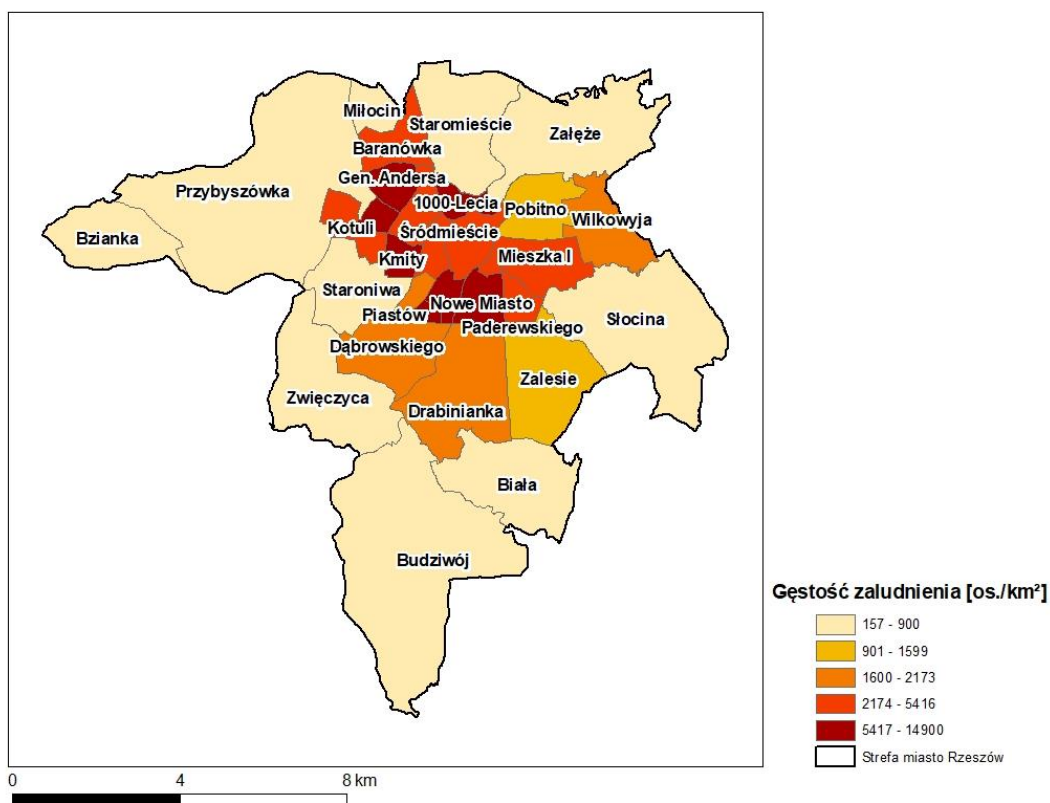 Miłocin
Staromieście
Załęże
Baranówka
Gen. Andersa
Przybyszówka
1000-Lecia
Pobitno
Wilkowyja
Kotuli
Śródmieście
Bzianka
Kmity
Mieszka I
Staroniwa
Nowe Miasto
Piastów
Paderewskiego
Słocina
Dąbrowskiego
Zalesie
Zwięczyca
Drabinianka
Biała
Budziwój
Gęstość zaludnienia [os./km²]
157 - 900
901 - 1599
1600 - 2173
2174 - 5416
5417 - 14900
Strefa miasto Rzeszów
0 4 8 km